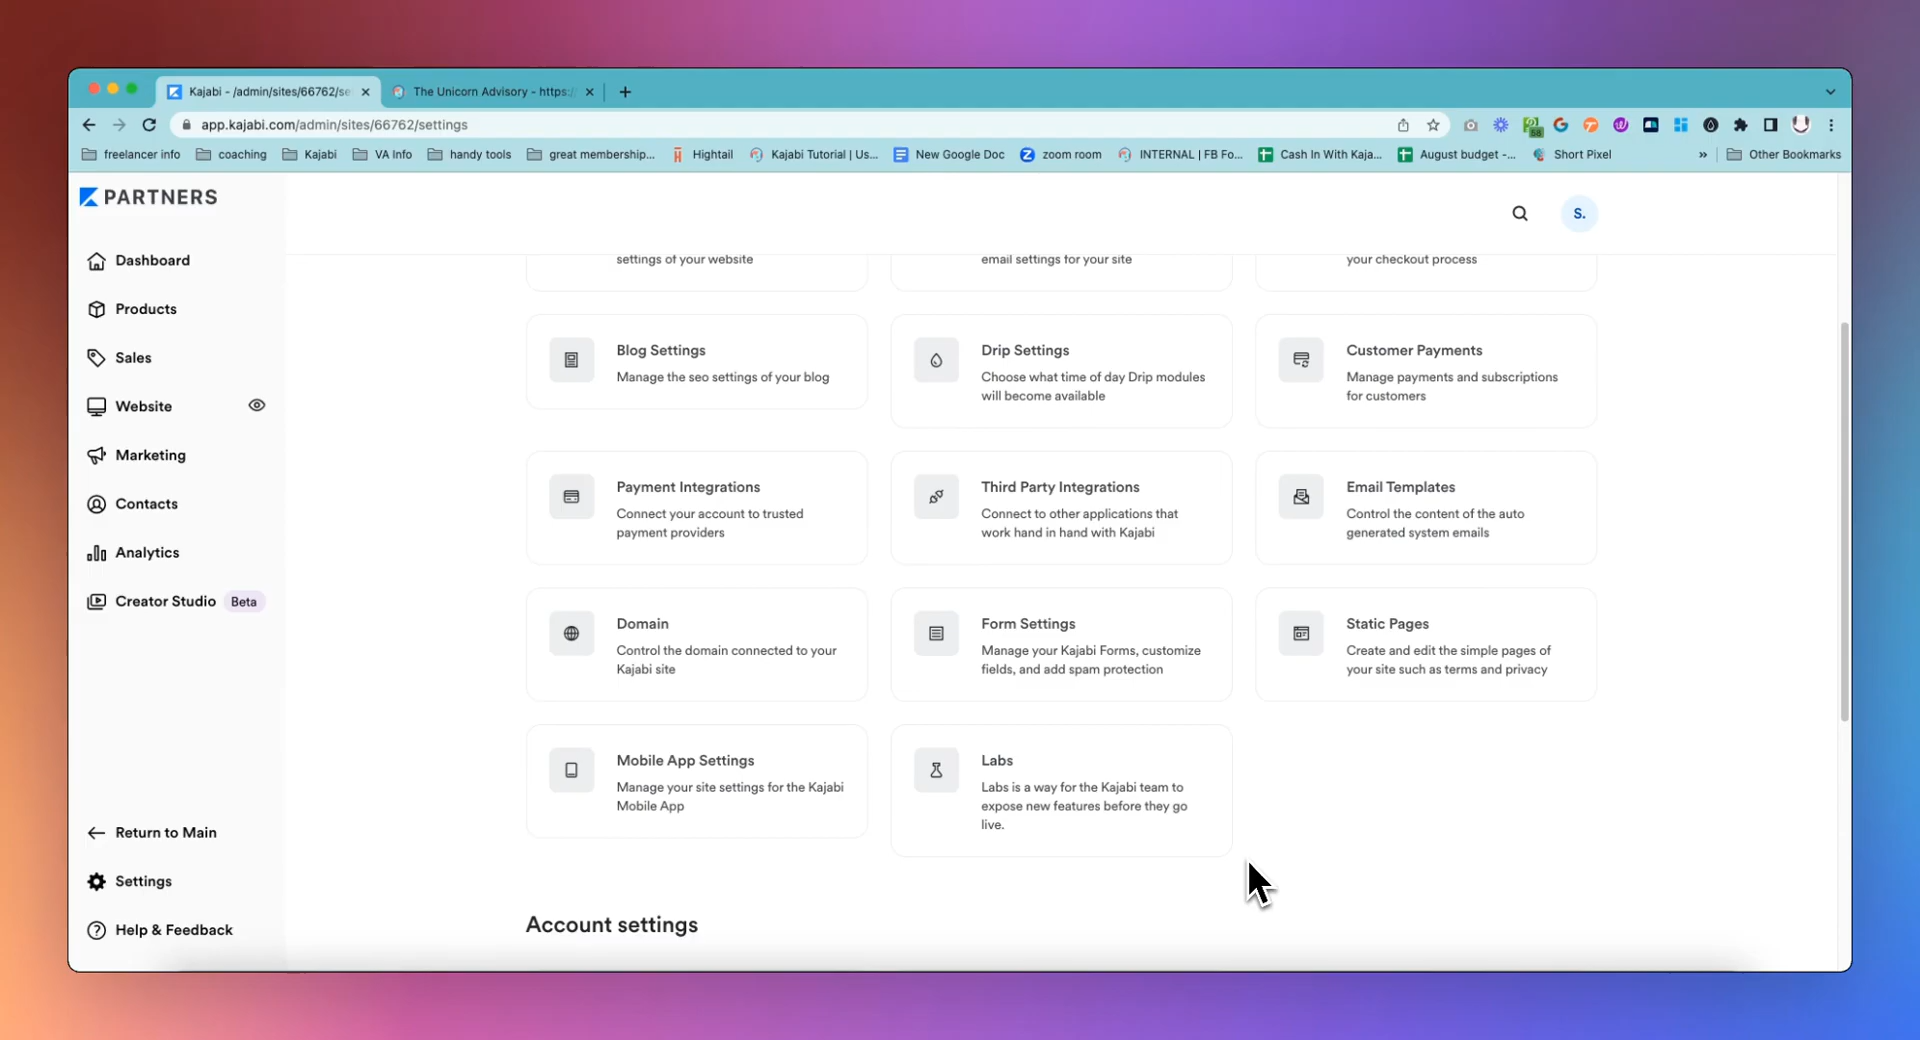 Kajabi - /admin/sites/66762/se
The Unicorn Advisory - https:/
app.kajabi.com/admin/sites/66762/settings
58
freelancer info
coaching
Kajabi
VA Info
handy tools
great membership...
Hightail
Kajabi Tutorial | Us...
New Google Doc
zoom room
INTERNAL | FB Fo...
Cash In With Kaja...
August budget -...
Short Pixel
»
Other Bookmarks
PARTNERS
S.
Dashboard
Products
Sales
Website
Marketing
Contacts
Analytics
Creator Studio Beta
Return to Main
Settings
Help & Feedback
settings of your website
email settings for your site
your checkout process
Blog Settings
Manage the seo settings of your blog
Drip Settings
Choose what time of day Drip modules
will become available
Customer Payments
Manage payments and subscriptions
for customers
Payment Integrations
Connect your account to trusted
payment providers
Third Party Integrations
Connect to other applications that
work hand in hand with Kajabi
Email Templates
Control the content of the auto
generated system emails
Domain
Control the domain connected to your
Kajabi site
Form Settings
Manage your Kajabi Forms, customize
fields, and add spam protection
Static Pages
Create and edit the simple pages of
your site such as terms and privacy
Mobile App Settings
Manage your site settings for the Kajabi
Mobile App
Labs
Labs is a way for the Kajabi team to
expose new features before they go
live.
Account settings